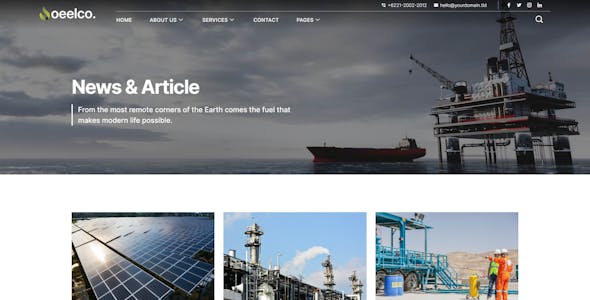 +6221-2002-2012 hello@yourdomain.tld
oeelco.
HOME ABOUT US SERVICES CONTACT PAGES
News & Article
From the most remote corners of the Earth comes the fuel that
makes modern life possible.